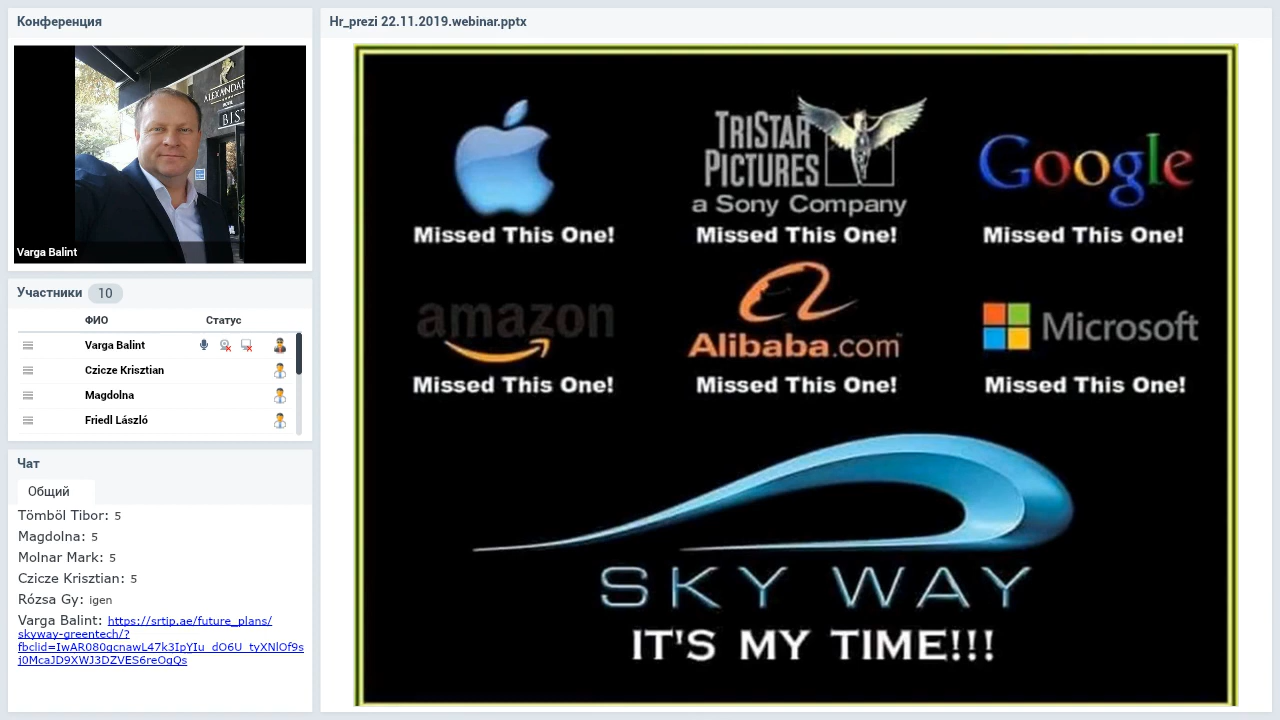 Конференция
ALEXANDAR
BIST
Varga Balint
Участники 10
ФИО Статус
Varga Balint
Czicze Krisztian
Magdolna
Friedl László
Чат
Общий
Tömböl Tibor: 5
Magdolna: 5
Molnar Mark: 5
Czicze Krisztian: 5
Rózsa Gy: igen
Varga Balint: https://srtip.ae/future_plans/
skyway-greentech/?
fbclid=IwAR080gcnawL47k3IpYIu_dO6U_tyXNlOf9s
j0McaJD9XWJ3DZVES6reOgQs
Hr_prezi 22.11.2019.webinar.pptx
TRISTAR
PICTURES
a Sony Company
Google
Missed This One! Missed This One! Missed This One!
amazon Alibaba.com™ Microsoft
Missed This One! Missed This One! Missed This One!
SKY WAY
IT'S MY TIME!!!